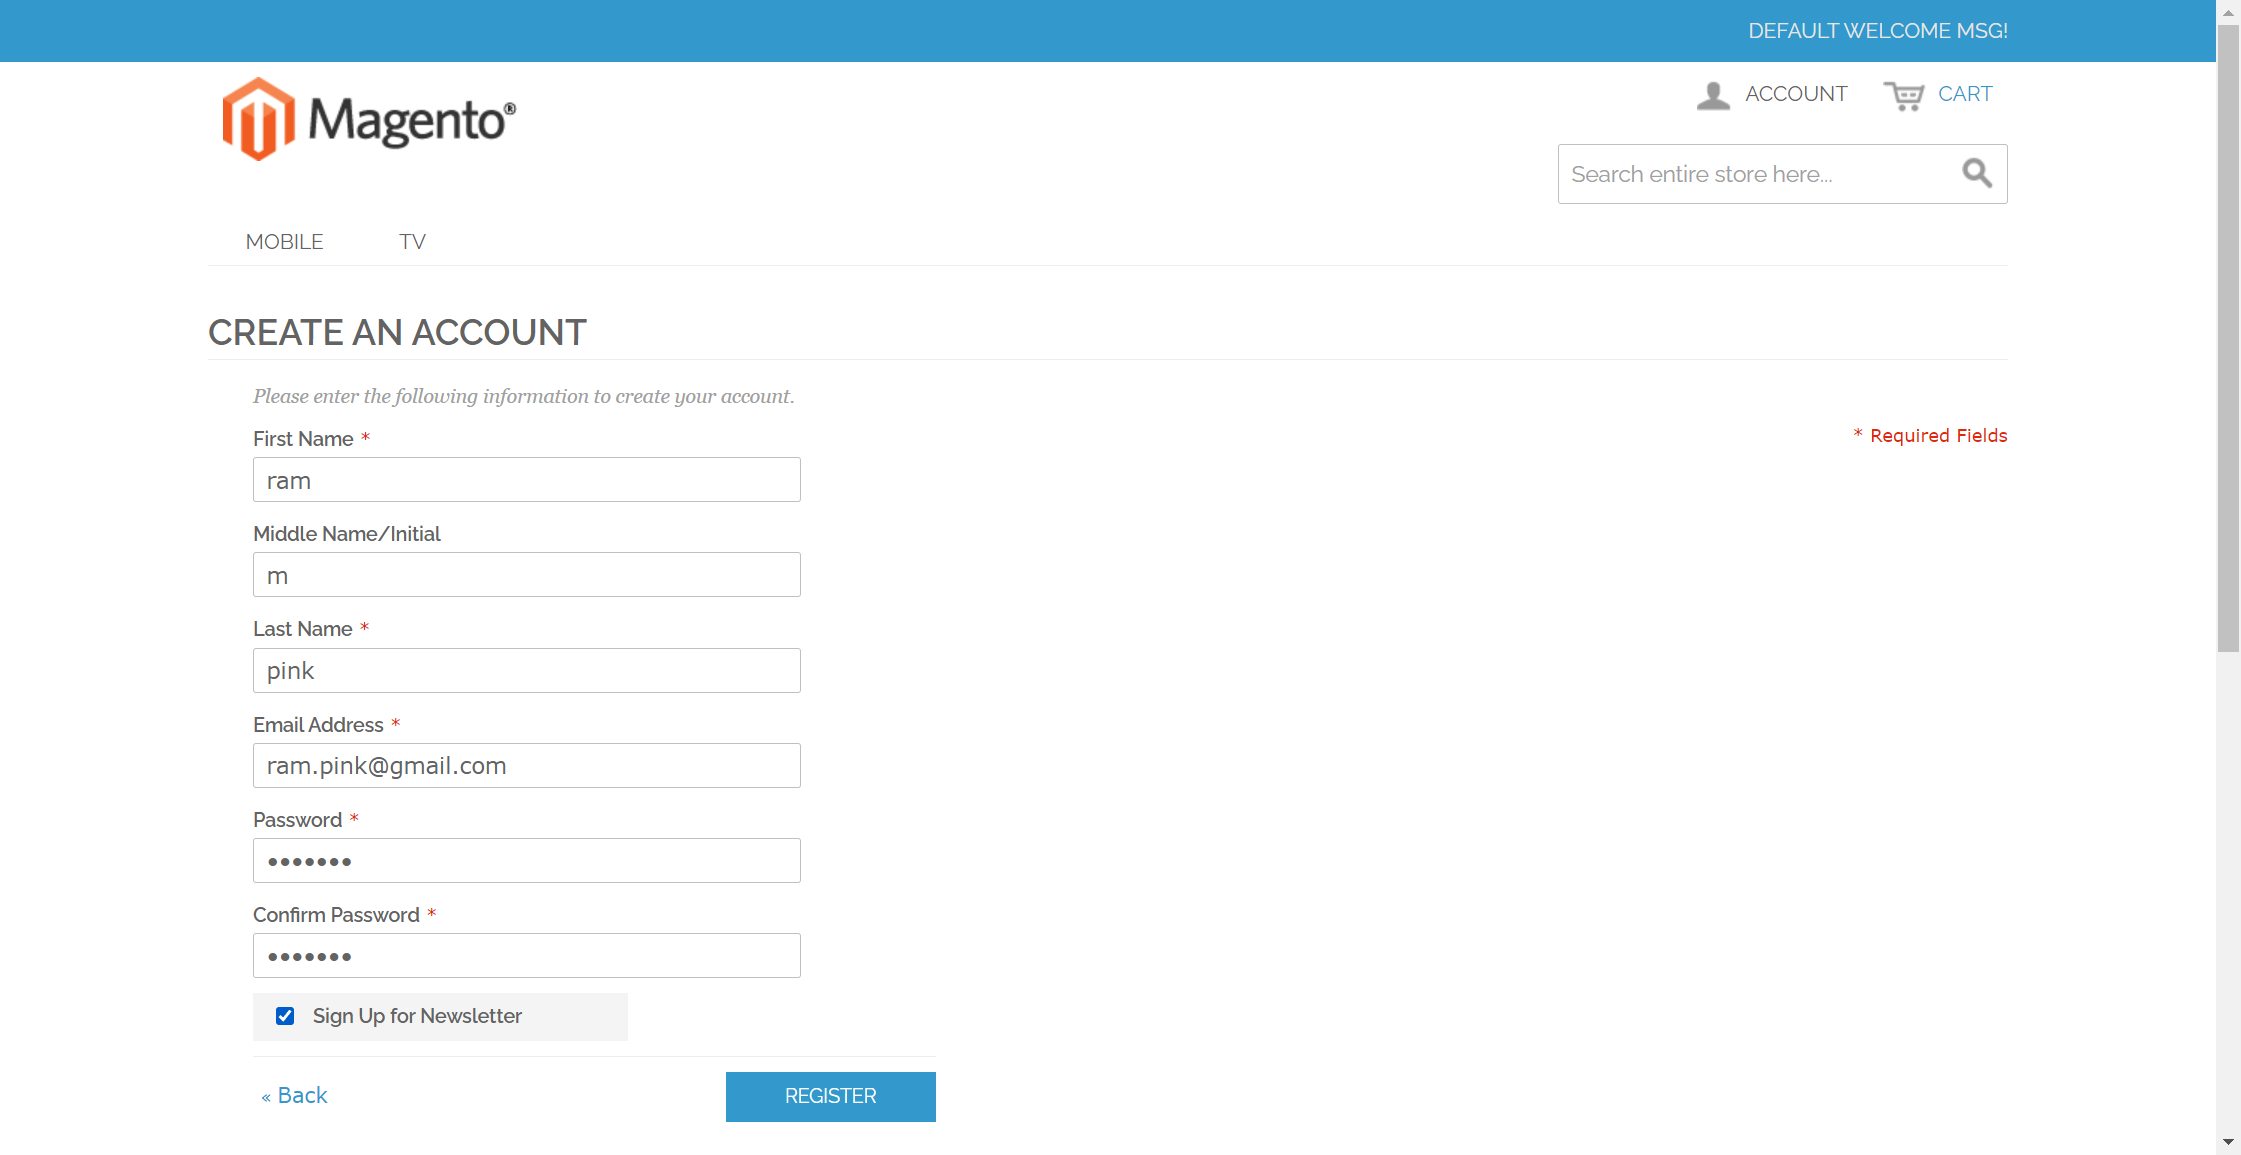 DEFAULT WELCOME MSG!
Magento®
ACCOUNT
CART
Search entire store here...
MOBILE
TV
CREATE AN ACCOUNT
Please enter the following information to create your account.
First Name *
* Required Fields
ram
Middle Name/Initial
m
Last Name *
pink
Email Address *
ram.pink@gmail.com
Password *
•••••••
Confirm Password *
•••••••
Sign Up for Newsletter
« Back
REGISTER